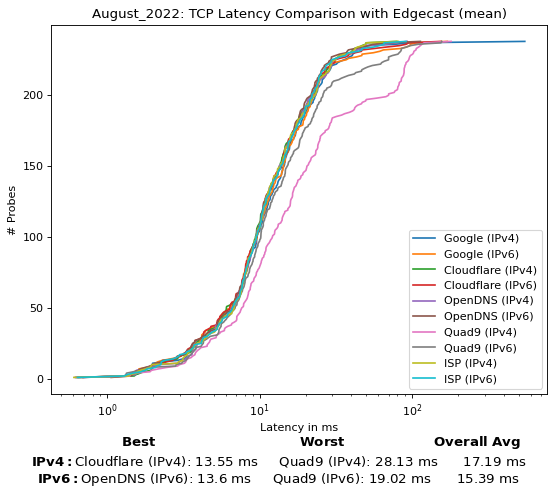 August_2022: TCP Latency Comparison with Edgecast (mean)
# Probes
200
150
100
50
0
10⁰ 10¹ 10²
Latency in ms
Google (IPv4)
Google (IPv6)
Cloudflare (IPv4)
Cloudflare (IPv6)
OpenDNS (IPv4)
OpenDNS (IPv6)
Quad9 (IPv4)
Quad9 (IPv6)
ISP (IPv4)
ISP (IPv6)
Best Worst Overall Avg
IPv4: Cloudflare (IPv4): 13.55 ms Quad9 (IPv4): 28.13 ms 17.19 ms
IPv6: OpenDNS (IPv6): 13.6 ms Quad9 (IPv6): 19.02 ms 15.39 ms